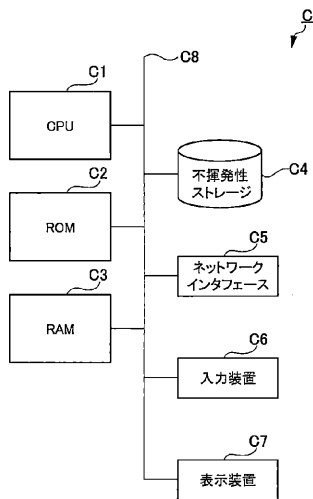 C
C8
C1
CPU
C2
ROM
C3
RAM
不揮発性
ストレージ
C4
C5
ネットワーク
インタフェース
C6
入力装置
C7
表示装置